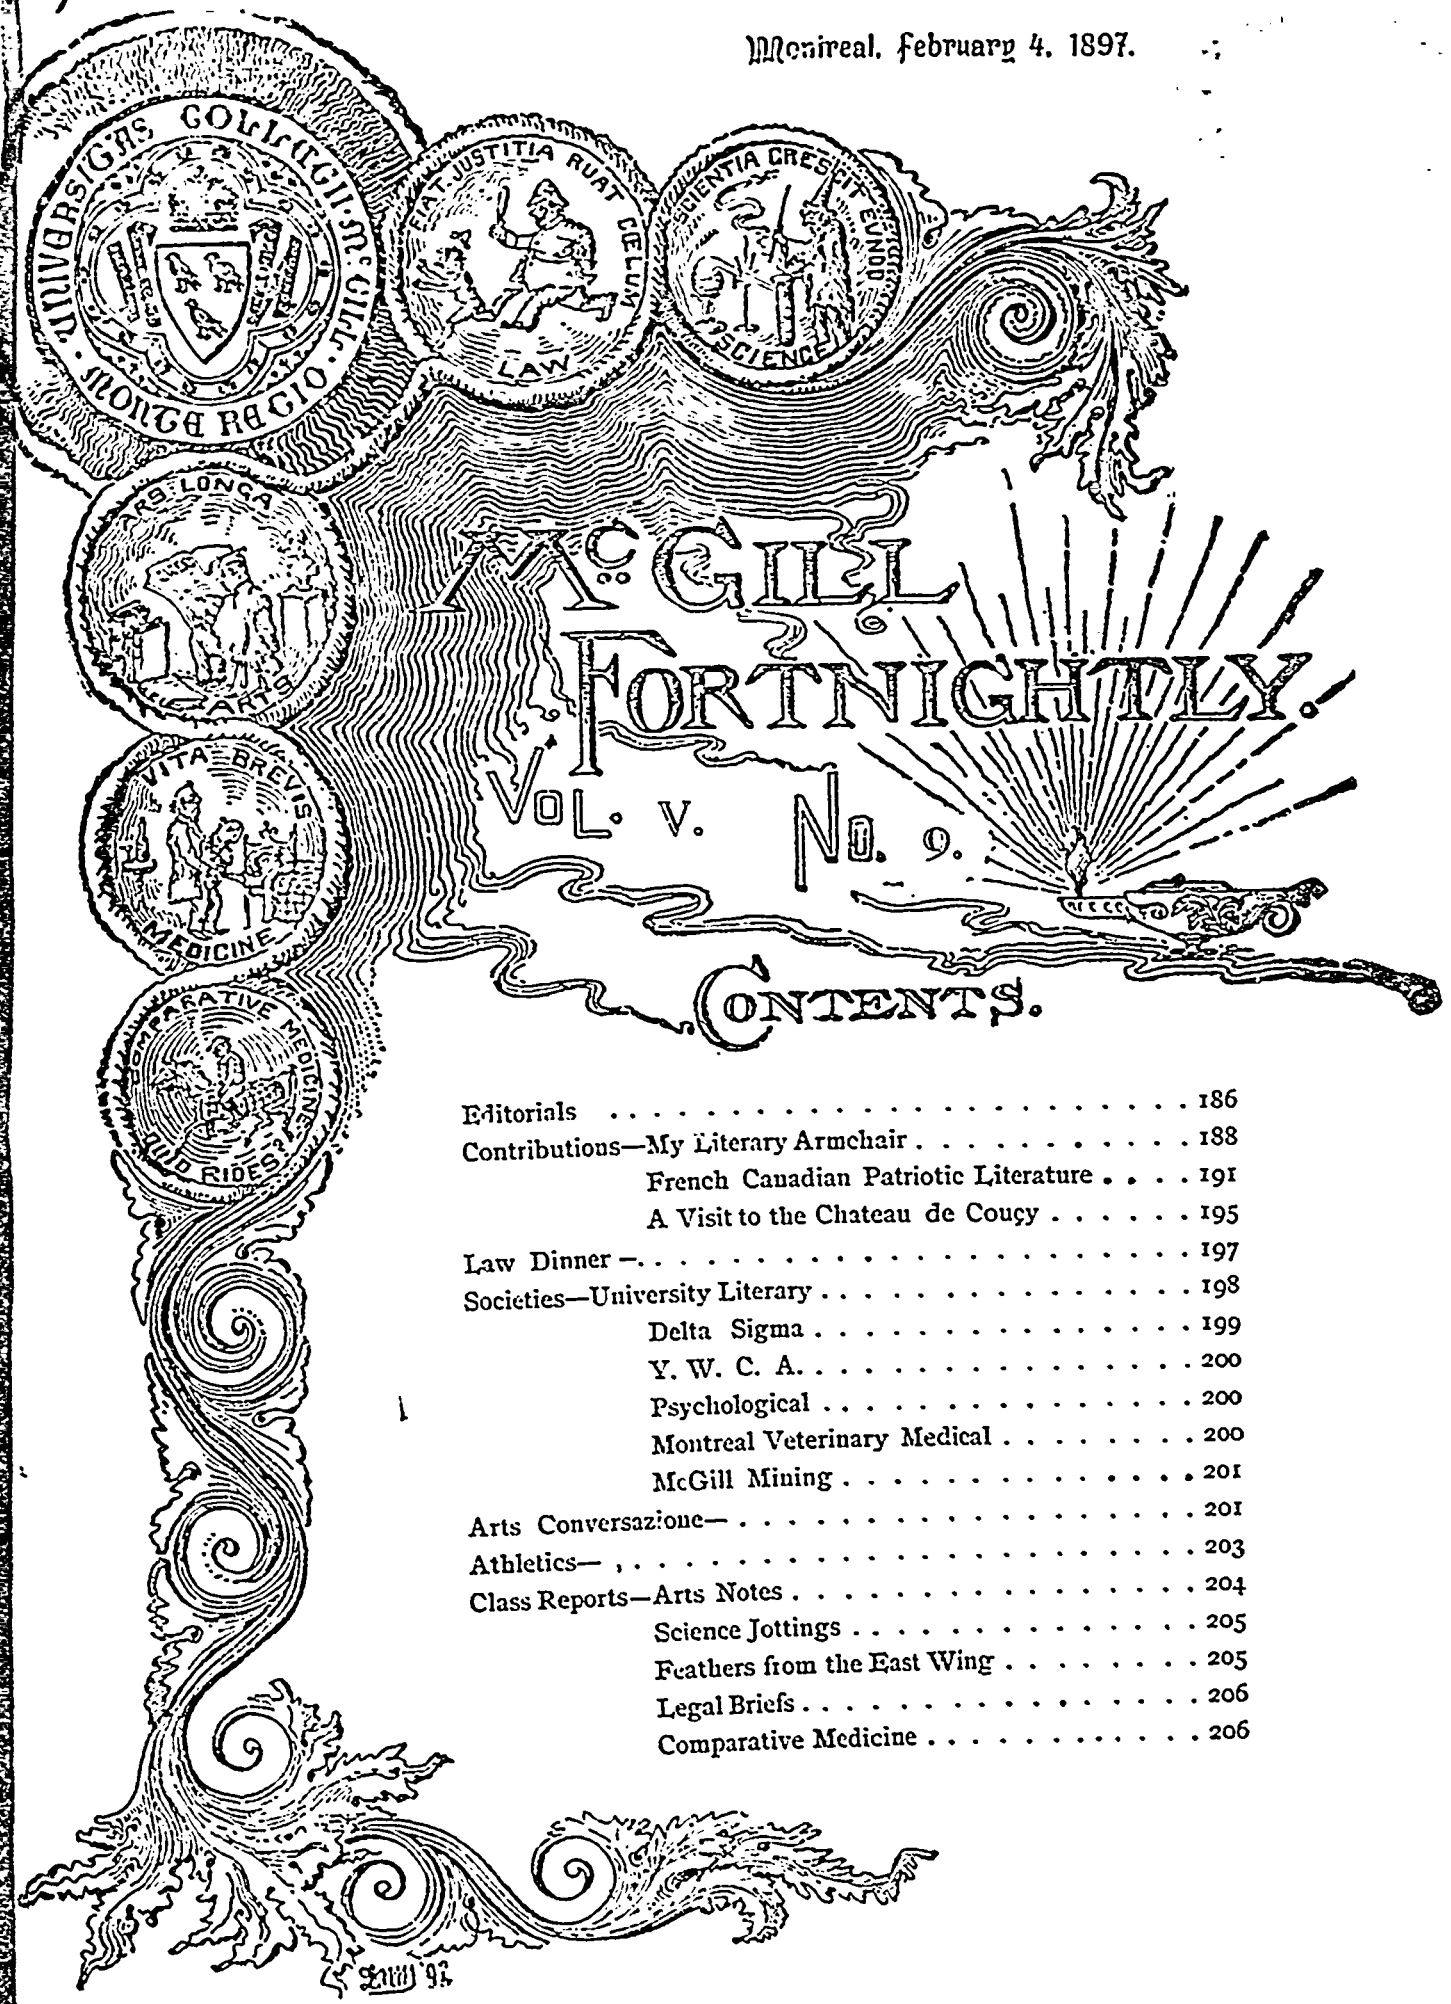 Montreal, February 4, 1897.
UNIVERSITAS COLLEGII · McGILL · MONTE REGIO ·
FIAT JUSTITIA RUAT CŒLUM
LAW
SCIENTIA CRESCIT EUNDO
SCIENCE
ARS LONGA
ARTS
VITA BREVIS
MEDICINE
COMPARATIVE MEDICINE
RIDES
McGILL
FORTNIGHTLY.
VOL. V. NO. 9.
CONTENTS.
Editorials . . . . . . . . . . . . . . . . . . . . . . . . 186
Contributions—My Literary Armchair . . . . . . . . . . . 188
French Canadian Patriotic Literature . . . . 191
A Visit to the Chateau de Couçy . . . . . . 195
Law Dinner —. . . . . . . . . . . . . . . . . . . . . . 197
Societies—University Literary . . . . . . . . . . . . . . . 198
Delta Sigma . . . . . . . . . . . . . . . 199
Y. W. C. A. . . . . . . . . . . . . . . . 200
Psychological . . . . . . . . . . . . . . 200
Montreal Veterinary Medical . . . . . . . . 200
McGill Mining . . . . . . . . . . . . . . 201
Arts Conversazione— . . . . . . . . . . . . . . . . . . 201
Athletics— , . . . . . . . . . . . . . . . . . . . . . . 203
Class Reports—Arts Notes . . . . . . . . . . . . . . . . 204
Science Jottings . . . . . . . . . . . . . . 205
Feathers from the East Wing . . . . . . . . 205
Legal Briefs . . . . . . . . . . . . . . . . 206
Comparative Medicine . . . . . . . . . . . . 206